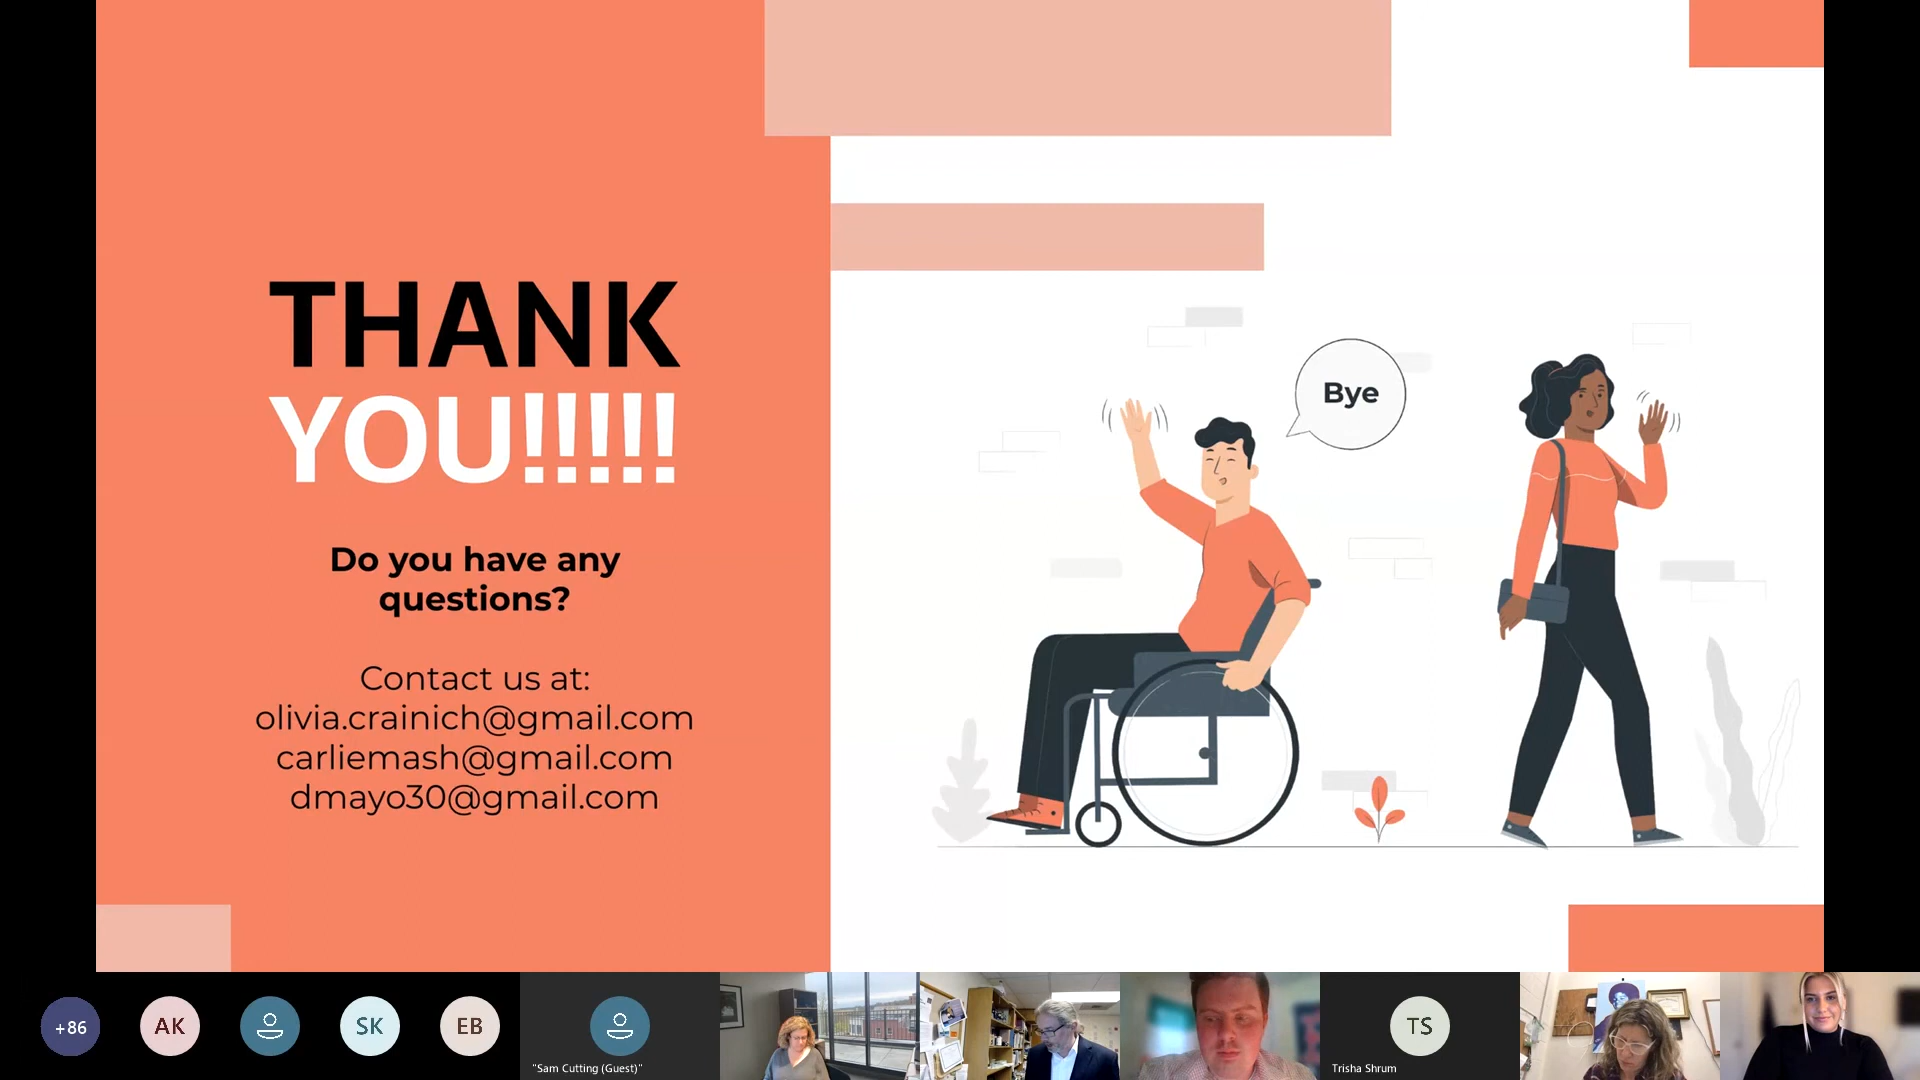 THANK
YOU!!!!!
Do you have any
questions?
Contact us at:
olivia.crainich@gmail.com
carliemash@gmail.com
dmayo30@gmail.com
Bye
+86
AK
SK
EB
"Sam Cutting (Guest)"
TS
Trisha Shrum